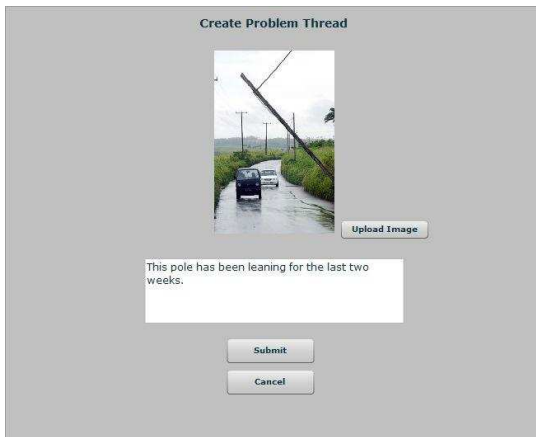 Create Problem Thread
Upload Image
This pole has been leaning for the last two
weeks.
Submit
Cancel